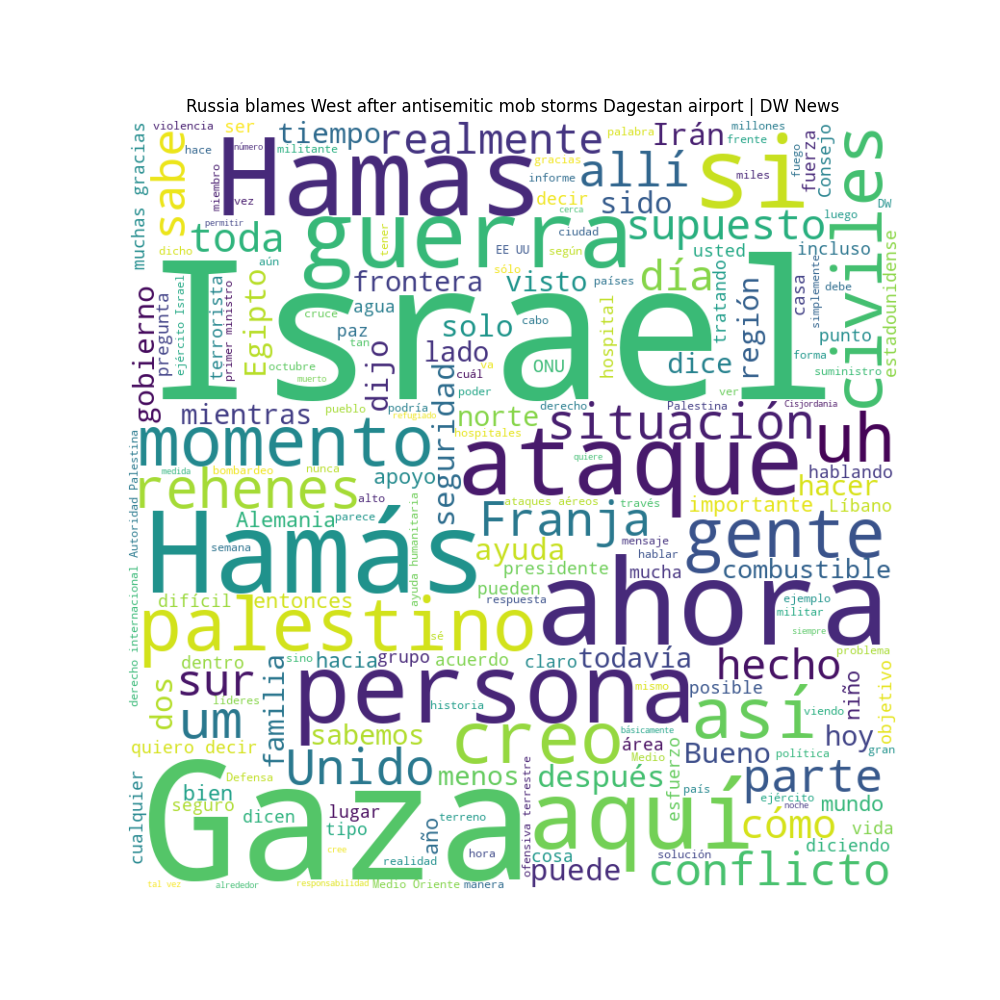 Russia blames West after antisemitic mob storms Dagestan airport | DW News
violencia
ser
tiempo
realmente
palabra
Irán
millones
hace
número
militante
Hamas
gracias
allí
si
frente
fuego
fuerza
Consejo
muchas gracias
sabe
miembro
vez
informe
decir
sido
miles
civiles
permitir
cerca
supuesto
luego
DW
dicho
toda
guerra
tener
ciudad
EE UU
según
usted
incluso
aún
sólo
países
día
tratando
simplemente
debe
estadounidense
ejército Israel
terrorista
primer ministro
Egipto
frontera
visto
hospital
región
casa
pregunta
gobierno
Israel
cruce
agua
paz
tan
solo
cabo
ONU
punto
octubre
muerto
dijo
lado
cuál
va
dice
forma
suministro
ver
poder
mientras
pueblo
podría
refugiado
seguridad
norte
derecho
situación
Palestina
Cisjordania
uh
momento
hospitales
ataque
quiere
hablando
medida
bombardeo
nunca
apoyo
hacer
rehenes
alto
ataques aéreos
través
importante
Líbano
Autoridad Palestina
derecho internacional
Alemania
parece
ayuda humanitaria
Franja
mensaje
gente
semana
Hamás
ayuda
hablar
presidente
mucha
combustible
pueden
difícil
entonces
respuesta
ahora
ejemplo
militar
palestino
sé
siempre
problema
dentro
sino
hacia
grupo
acuerdo
claro
todavía
hecho
sur
familia
líderes
persona
mismo
posible
niño
objetivo
dos
um
historia
así
viendo
sabemos
creo
básicamente
hoy
quiero decir
área
Medio
esfuerzo
Bueno
política
gran
Unido
menos
después
país
parte
cualquier
bien
Defensa
seguro
ofensiva terrestre
ejército
mundo
noche
Gaza
dicen
lugar
tipo
año
terreno
aquí
cómo
vida
diciendo
cree
realidad
hora
cosa
solución
puede
conflicto
tal vez
alrededor
responsabilidad
Medio Oriente
manera